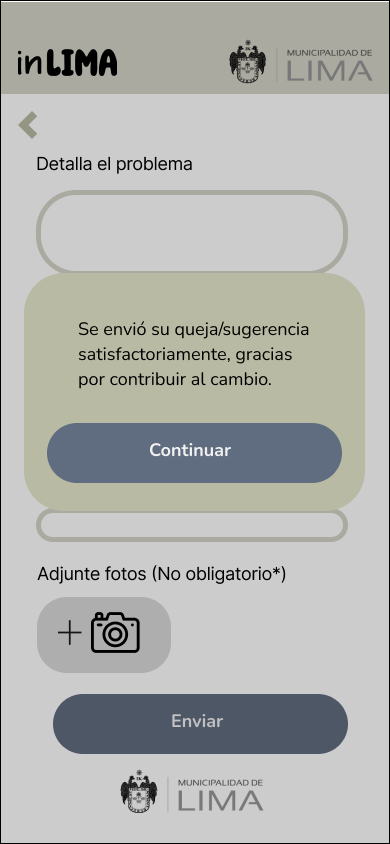 inLIMA
MUNICIPALIDAD DE
LIMA
Detalla el problema
Se envió su queja/sugerencia
satisfactoriamente, gracias
por contribuir al cambio.
Continuar
Adjunte fotos (No obligatorio*)
Enviar
MUNICIPALIDAD DE
LIMA